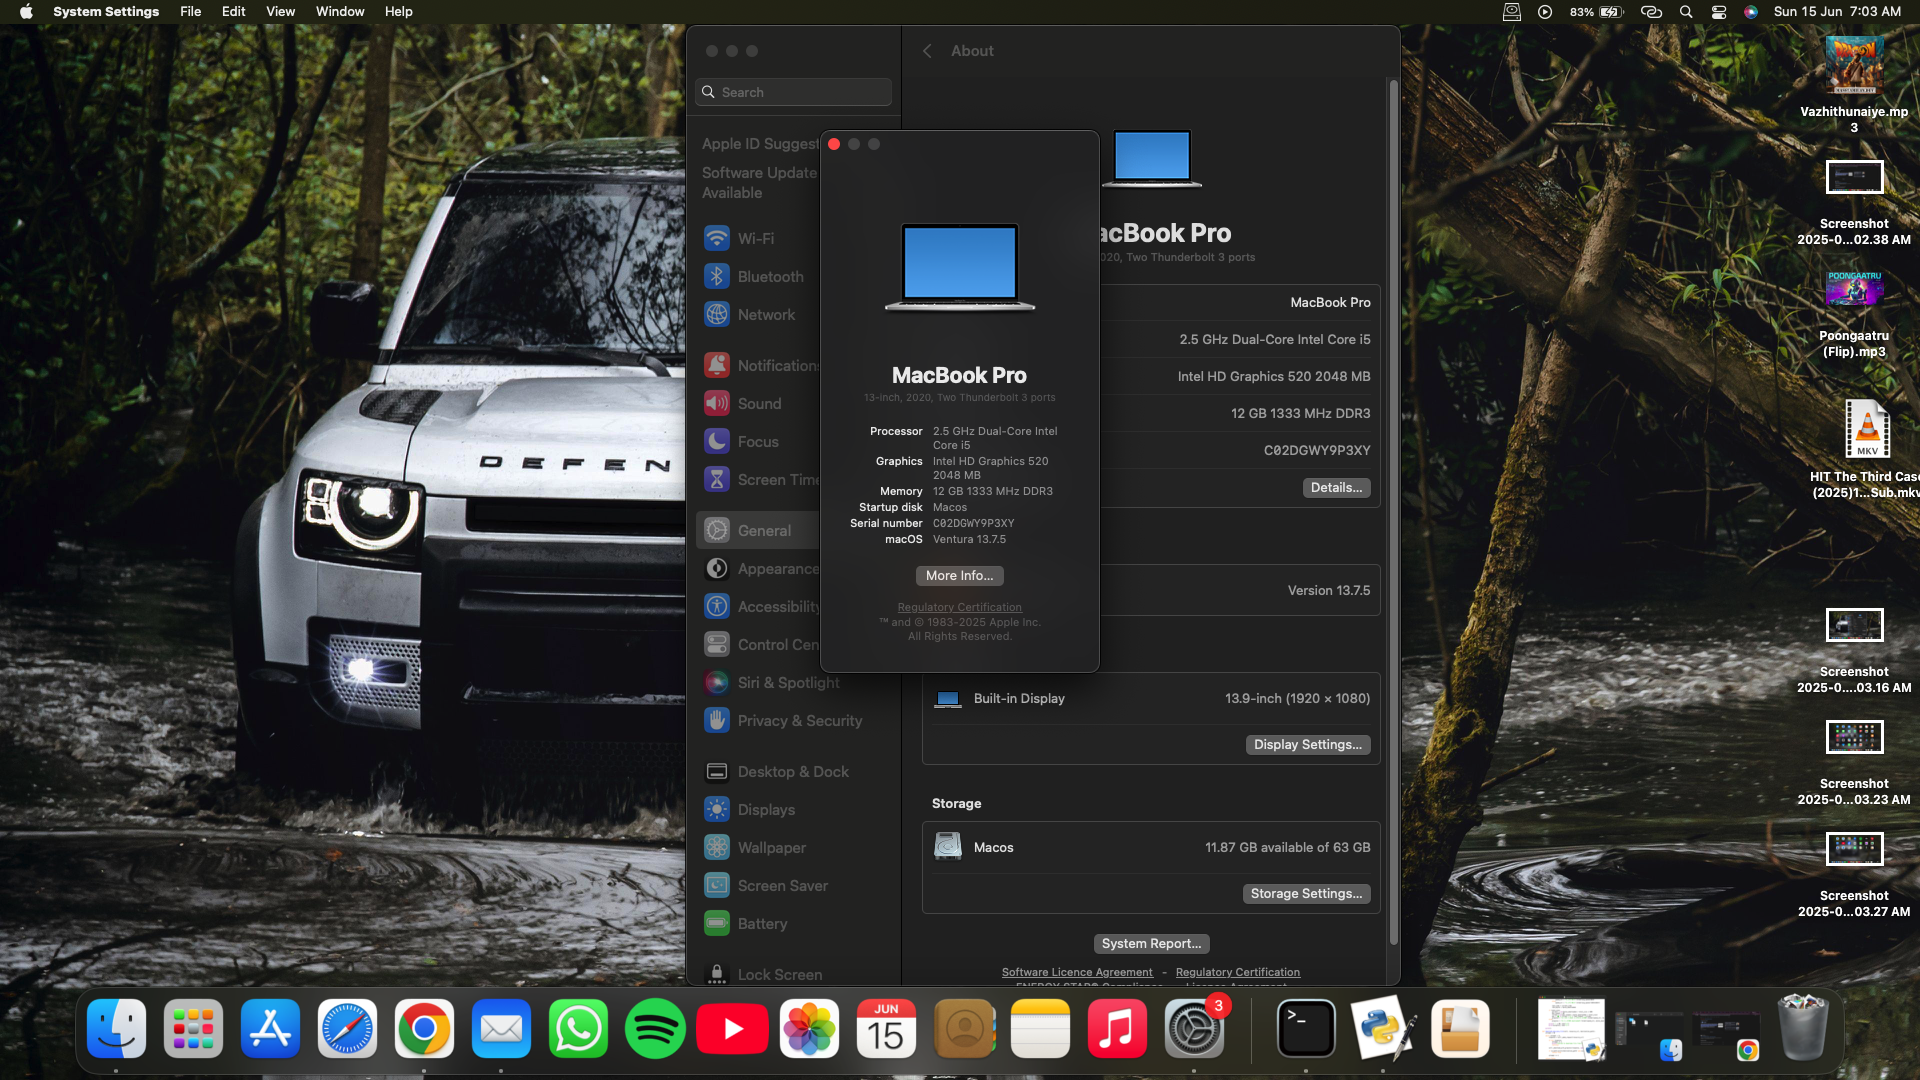 System Settings File Edit View Window Help
83% Sun 15 Jun 7:03 AM
Search
Apple ID Suggest
Software Update
Available
Wi-Fi
Bluetooth
Network
Notifications
Sound
Focus
Screen Time
General
Appearance
Accessibility
Control Cen
Siri & Spotlight
Privacy & Security
Desktop & Dock
Displays
Wallpaper
Screen Saver
Battery
Lock Screen
MacBook Pro
13-inch, 2020, Two Thunderbolt 3 ports
Processor 2.5 GHz Dual-Core Intel
Core i5
Graphics Intel HD Graphics 520
2048 MB
Memory 12 GB 1333 MHz DDR3
Startup disk Macos
Serial number C02DGWY9P3XY
macOS Ventura 13.7.5
More Info...
Regulatory Certification
™ and © 1983-2025 Apple Inc.
All Rights Reserved.
About
acBook Pro
020, Two Thunderbolt 3 ports
MacBook Pro
2.5 GHz Dual-Core Intel Core i5
Intel HD Graphics 520 2048 MB
12 GB 1333 MHz DDR3
C02DGWY9P3XY
Details...
Version 13.7.5
Built-in Display 13.9-inch (1920 × 1080)
Display Settings...
Storage
Macos 11.87 GB available of 63 GB
Storage Settings...
System Report...
Software Licence Agreement - Regulatory Certification
DEFEN
DRAGON
Vazhithunaiye.mp
3
Screenshot
2025-0...02.38 AM
POONGAATRU
Poongaatru
(Flip).mp3
MKV
HIT The Third Case
(2025)1...Sub.mkv
Screenshot
2025-0....03.16 AM
Screenshot
2025-0...03.23 AM
Screenshot
2025-0...03.27 AM
JUN
15
3
>_